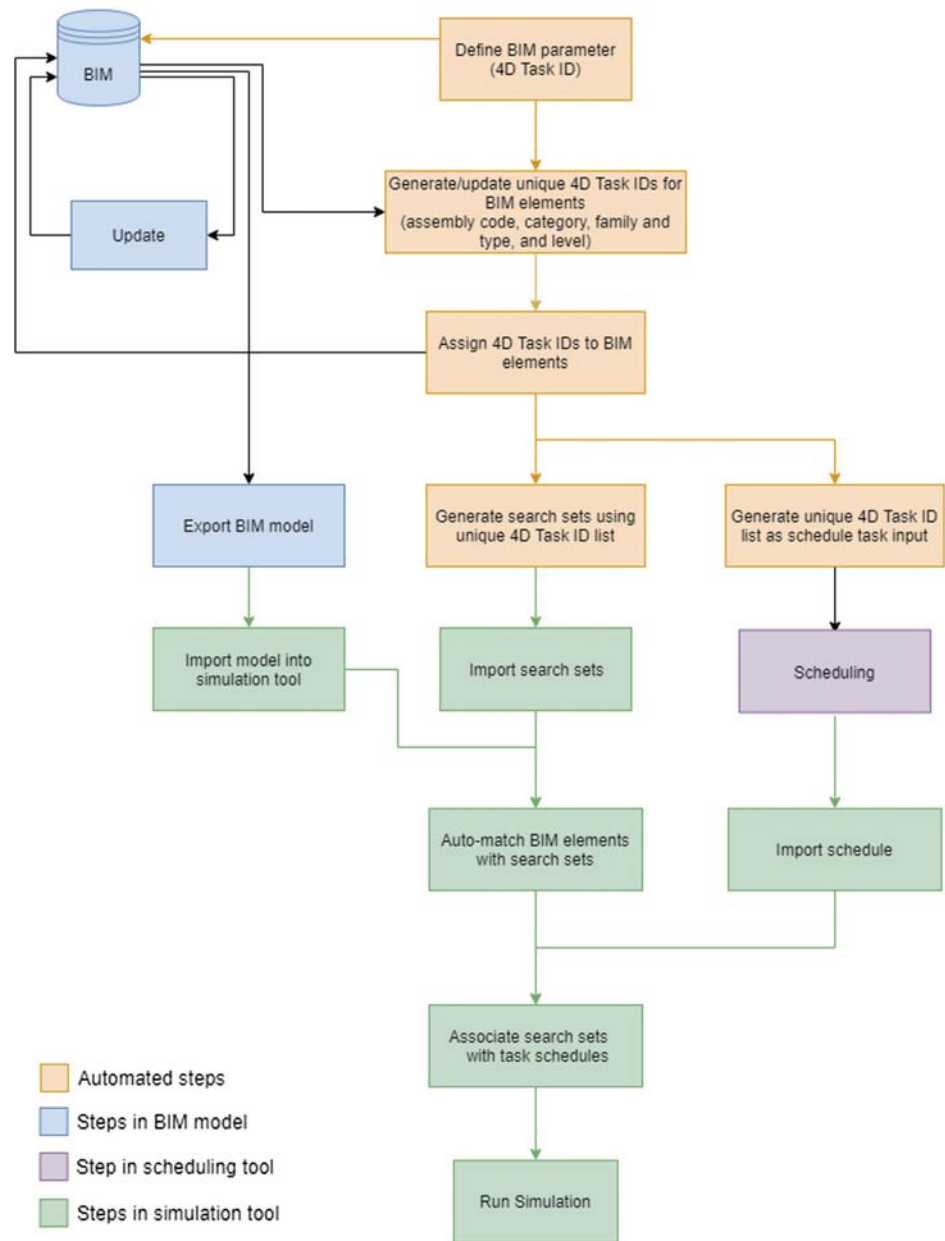 Define BIM parameter
(4D Task ID)
BIM
Generate/update unique 4D Task IDs for
BIM elements
(assembly code, category, family and
type, and level)
Update
Assign 4D Task IDs to BIM
elements
Export BIM model
Generate search sets using
unique 4D Task ID list
Generate unique 4D Task ID
list as schedule task input
Import model into
simulation tool
Import search sets
Scheduling
Auto-match BIM elements
with search sets
Import schedule
Associate search sets
with task schedules
Run Simulation
Automated steps
Steps in BIM model
Step in scheduling tool
Steps in simulation tool